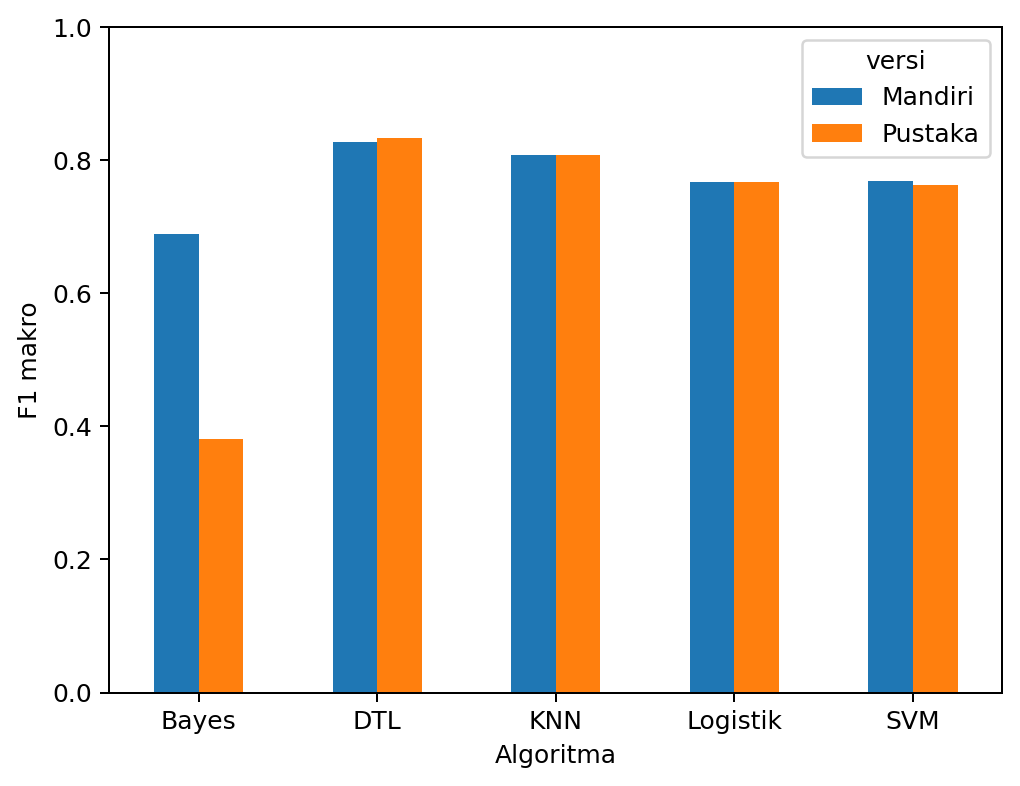 1.0
0.8
0.6
0.4
0.2
0.0
F1 makro
versi
Mandiri
Pustaka
Bayes DTL KNN Logistik SVM
Algoritma